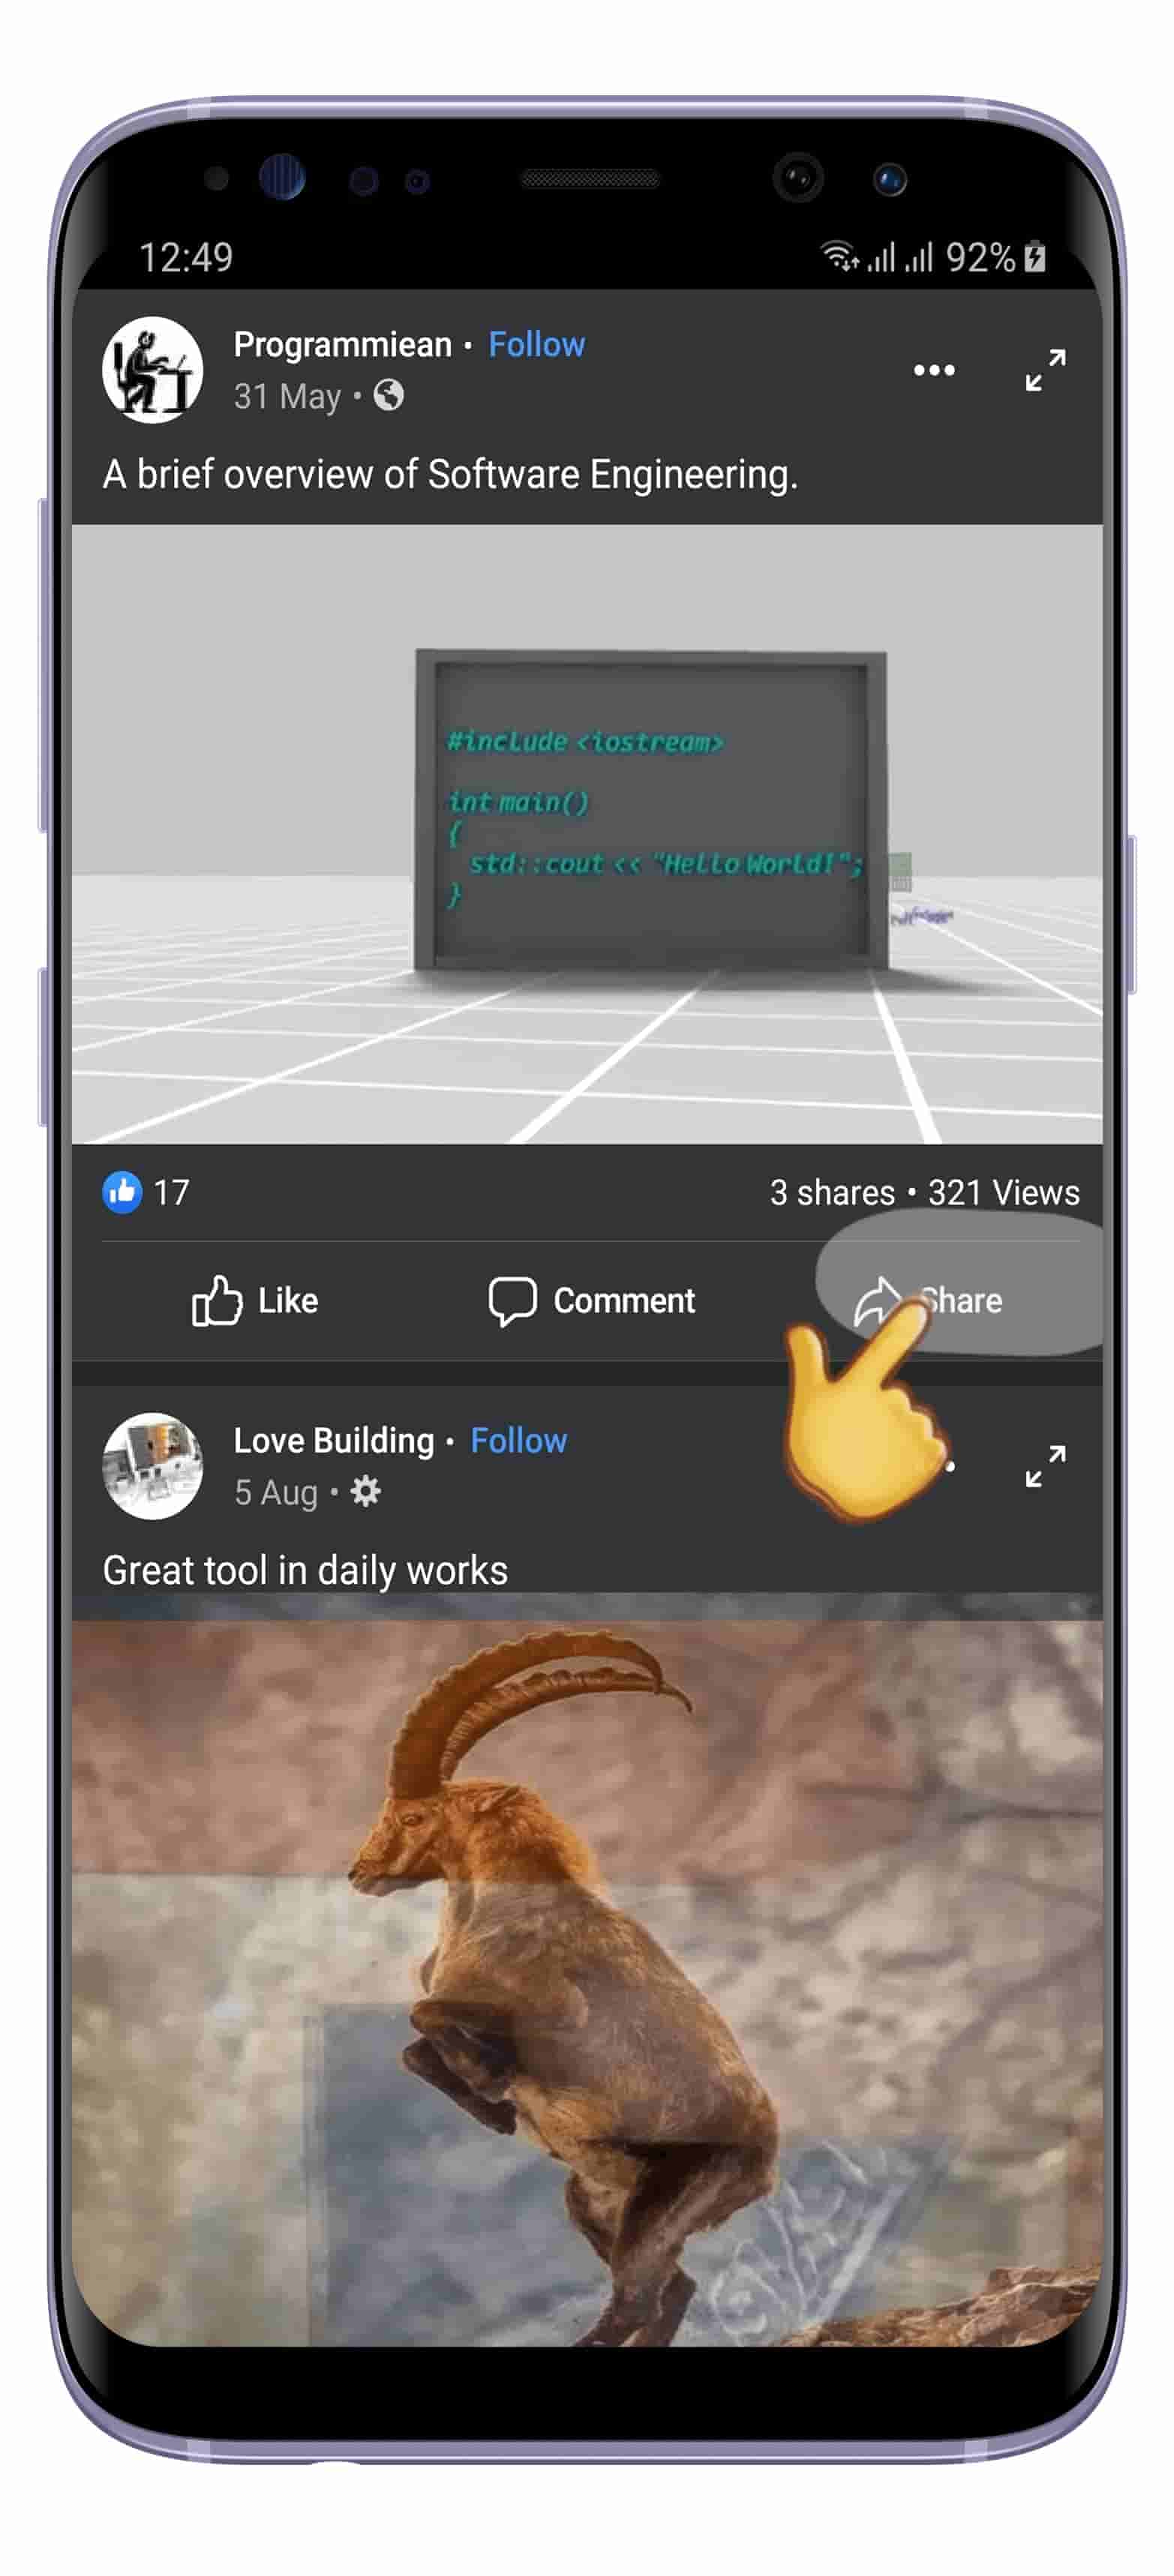 12:49
92%
Programmiean • Follow
31 May •
A brief overview of Software Engineering.
#include <iostream>
int main()
{
std::cout << "Hello World!";
}
17
3 shares • 321 Views
Like
Comment
Share
Love Building • Follow
5 Aug •
Great tool in daily works